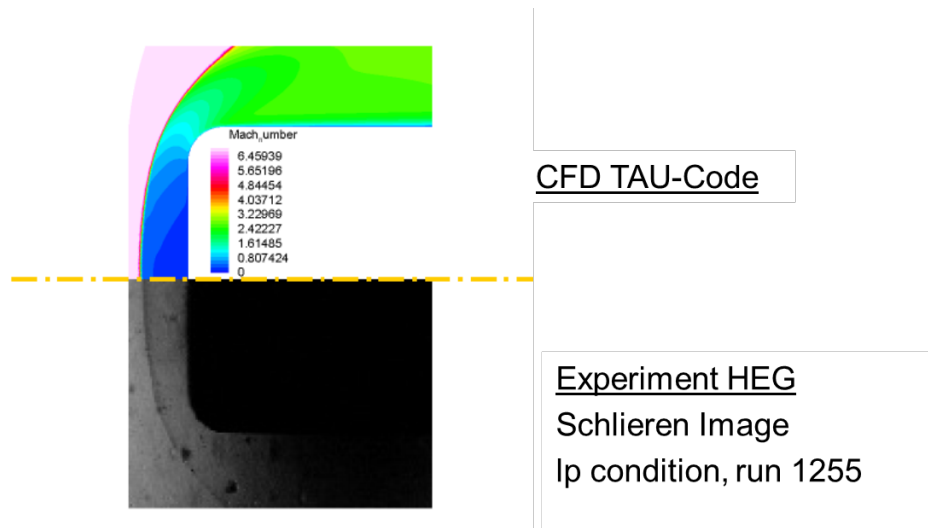 Mach_number
6.45939
5.65196
4.84454
4.03712
3.22969
2.42227
1.61485
0.807424
0
CFD TAU-Code
Experiment HEG
Schlieren Image
lp condition, run 1255